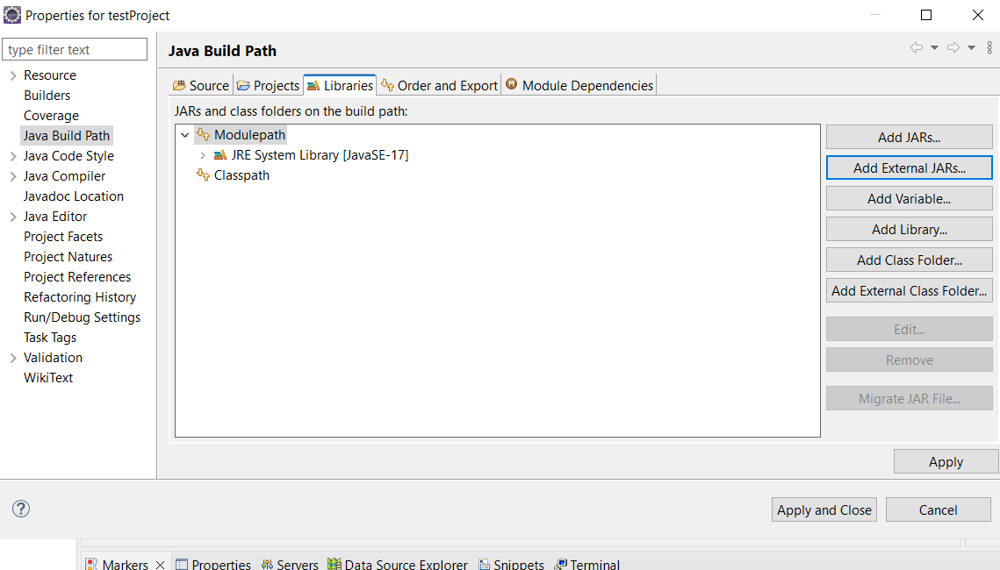 Properties for testProject
type filter text
Resource
Builders
Coverage
Java Build Path
Java Code Style
Java Compiler
Javadoc Location
Java Editor
Project Facets
Project Natures
Project References
Refactoring History
Run/Debug Settings
Task Tags
Validation
WikiText
Java Build Path
Source Projects Libraries Order and Export Module Dependencies
JARs and class folders on the build path:
Modulepath
JRE System Library [JavaSE-17]
Classpath
Add JARs...
Add External JARs...
Add Variable...
Add Library...
Add Class Folder...
Add External Class Folder...
Edit...
Remove
Migrate JAR File...
Apply
Apply and Close Cancel
Markers Properties Servers Data Source Explorer Snippets Terminal